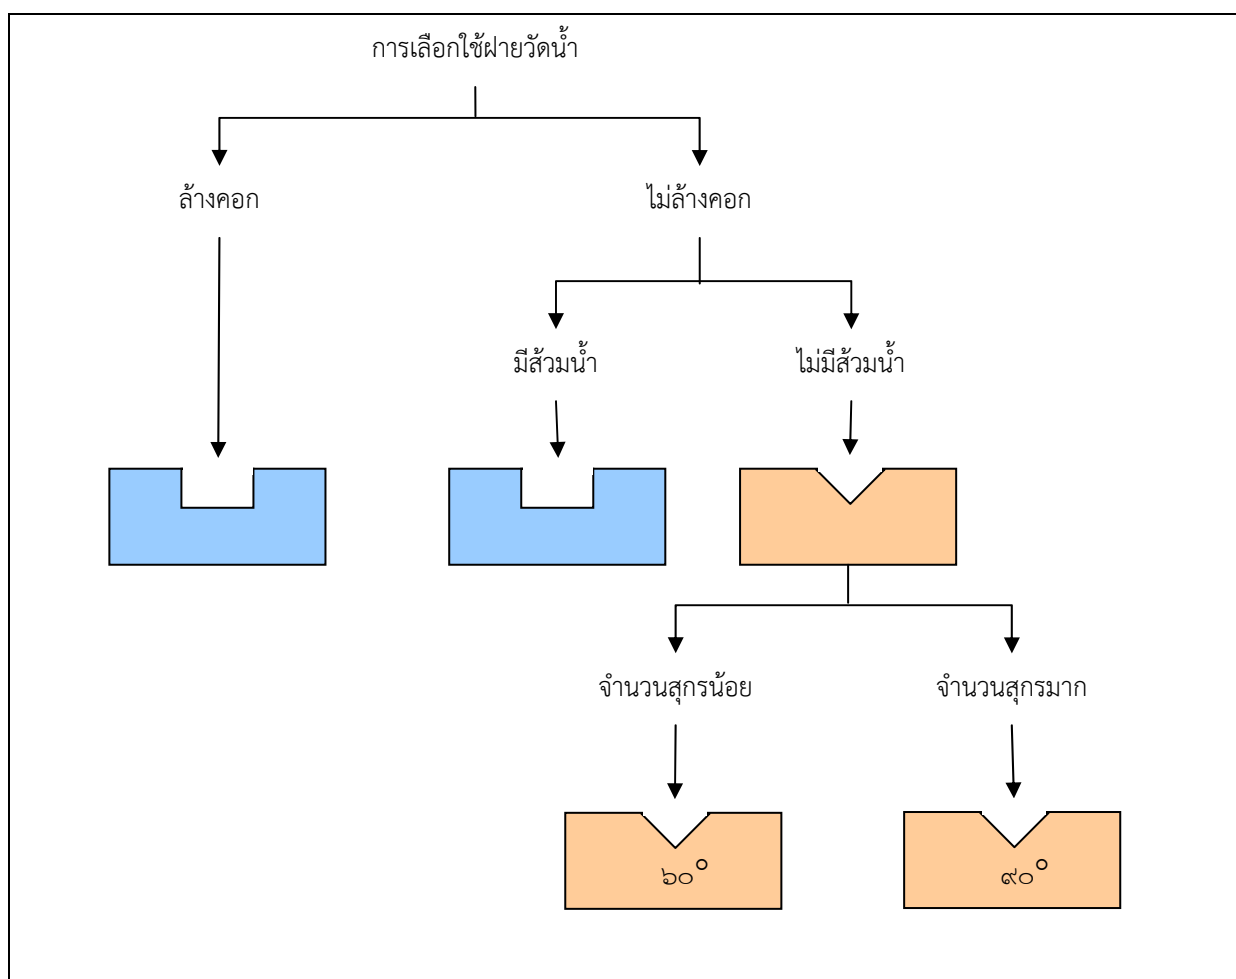 การเลือกใช้ฝายวัดน้ำ
ล้างคอก
ไม่ล้างคอก
มีส้วมน้ำ
ไม่มีส้วมน้ำ
จำนวนสุกรน้อย
จำนวนสุกรมาก
๖๐°
๙๐°